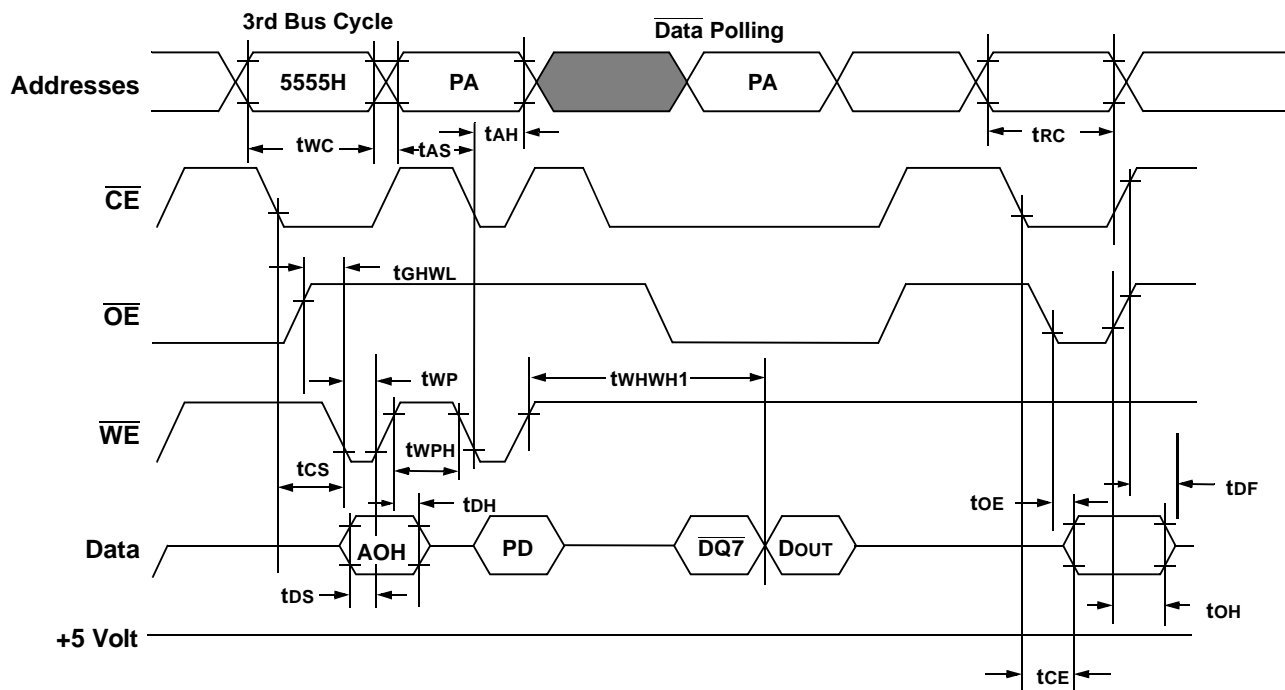 3rd Bus Cycle
Data Polling
Addresses
5555H
PA
PA
tWC
tAS
tAH
tRC
CE
tGHWL
OE
tWP
tWHWH1
WE
tWPH
tCS
tDH
tOE
tDF
Data
AOH
PD
DQ7
DOUT
tDS
tOH
+5 Volt
tCE